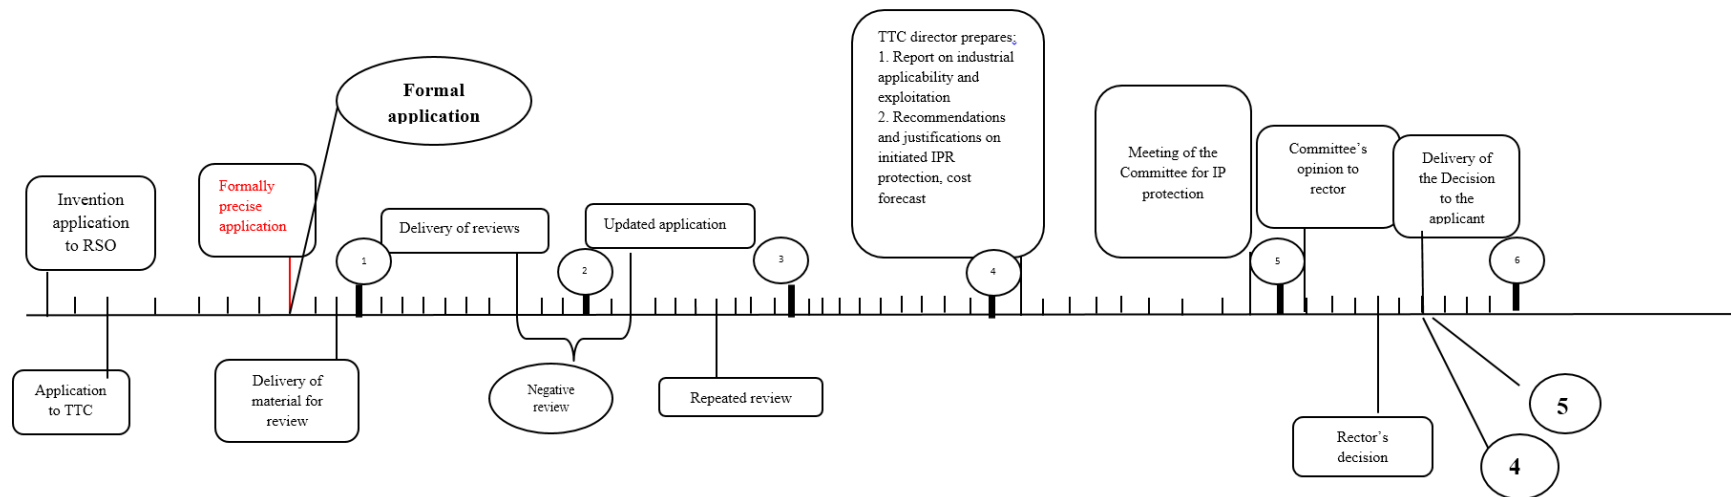 Invention
application
to RSO
Application
to TTC
Formally
precise
application
Formal
application
Delivery of
material for
review
1
Delivery of reviews
Negative
review
2
Updated application
Repeated review
3
TTC director prepares:
1. Report on industrial
applicability and
exploitation
2. Recommendations
and justifications on
initiated IPR
protection, cost
forecast
4
Meeting of the
Committee for IP
protection
5
Committee’s
opinion to
rector
Rector’s
decision
Delivery of
the Decision
to the
applicant
6
5
4